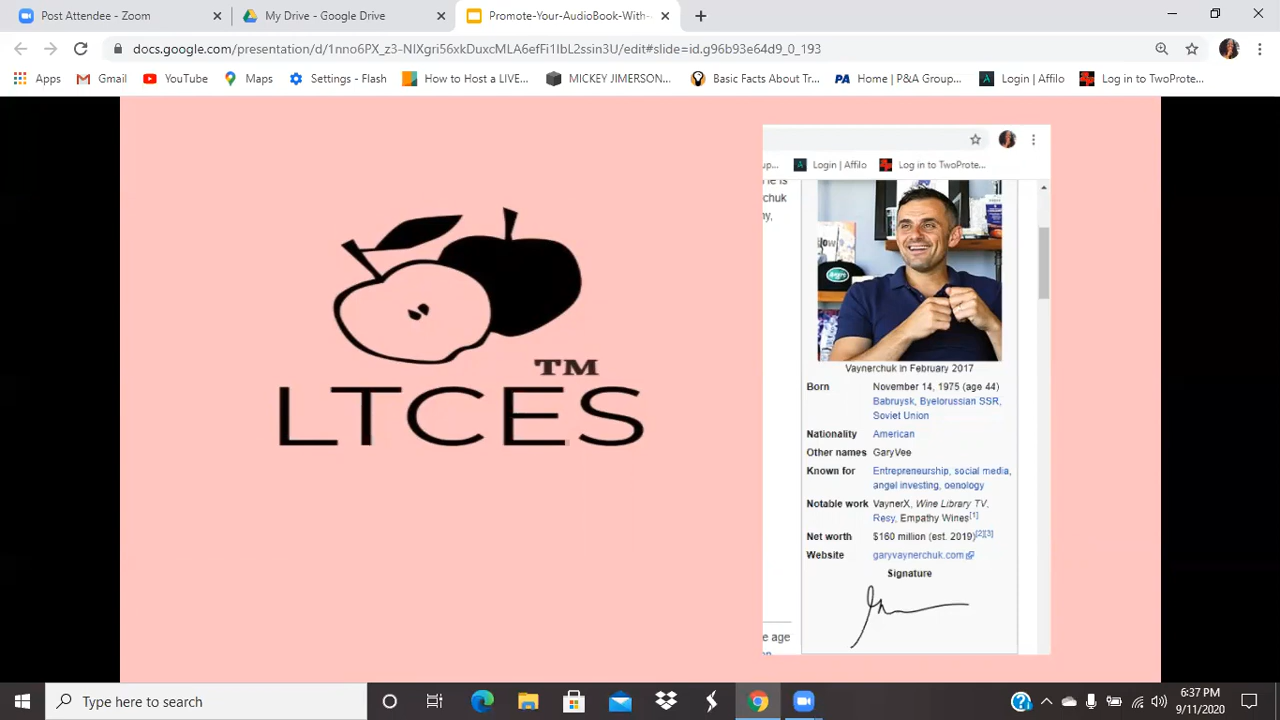 Post Attendee - Zoom
My Drive - Google Drive
Promote-Your-AudioBook-With-
docs.google.com/presentation/d/1nno6PX_z3-NIXgri56xkDuxcMLA6efFi1IbL2ssin3U/edit#slide=id.g96b93e64d9_0_193
Apps
Gmail
YouTube
Maps
Settings - Flash
How to Host a LIVE...
MICKEY JIMERSON...
Basic Facts About Tr...
PA
Home | P&A Group...
Login | Affilo
Log in to TwoProte...
TM
LTCES
up...
Login | Affilo
Log in to TwoProte...
e is
chuk
ny,
Vaynerchuk in February 2017
Born November 14, 1975 (age 44)
Babruysk, Byelorussian SSR,
Soviet Union
Nationality American
Other names GaryVee
Known for Entrepreneurship, social media,
angel investing, oenology
Notable work VaynerX, Wine Library TV,
Resy, Empathy Wines[1]
Net worth $160 million (est. 2019)[2][3]
Website garyvaynerchuk.com
Signature
e age
Type here to search
6:37 PM
9/11/2020